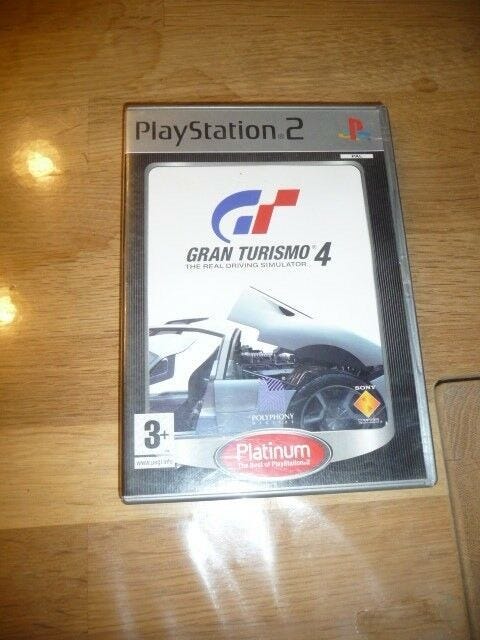 PlayStation®2
PAL
GRAN TURISMO®4
THE REAL DRIVING SIMULATOR
SONY
POLYPHONY
DIGITAL
3+
www.pegi.info
Platinum
The Best of PlayStation®2